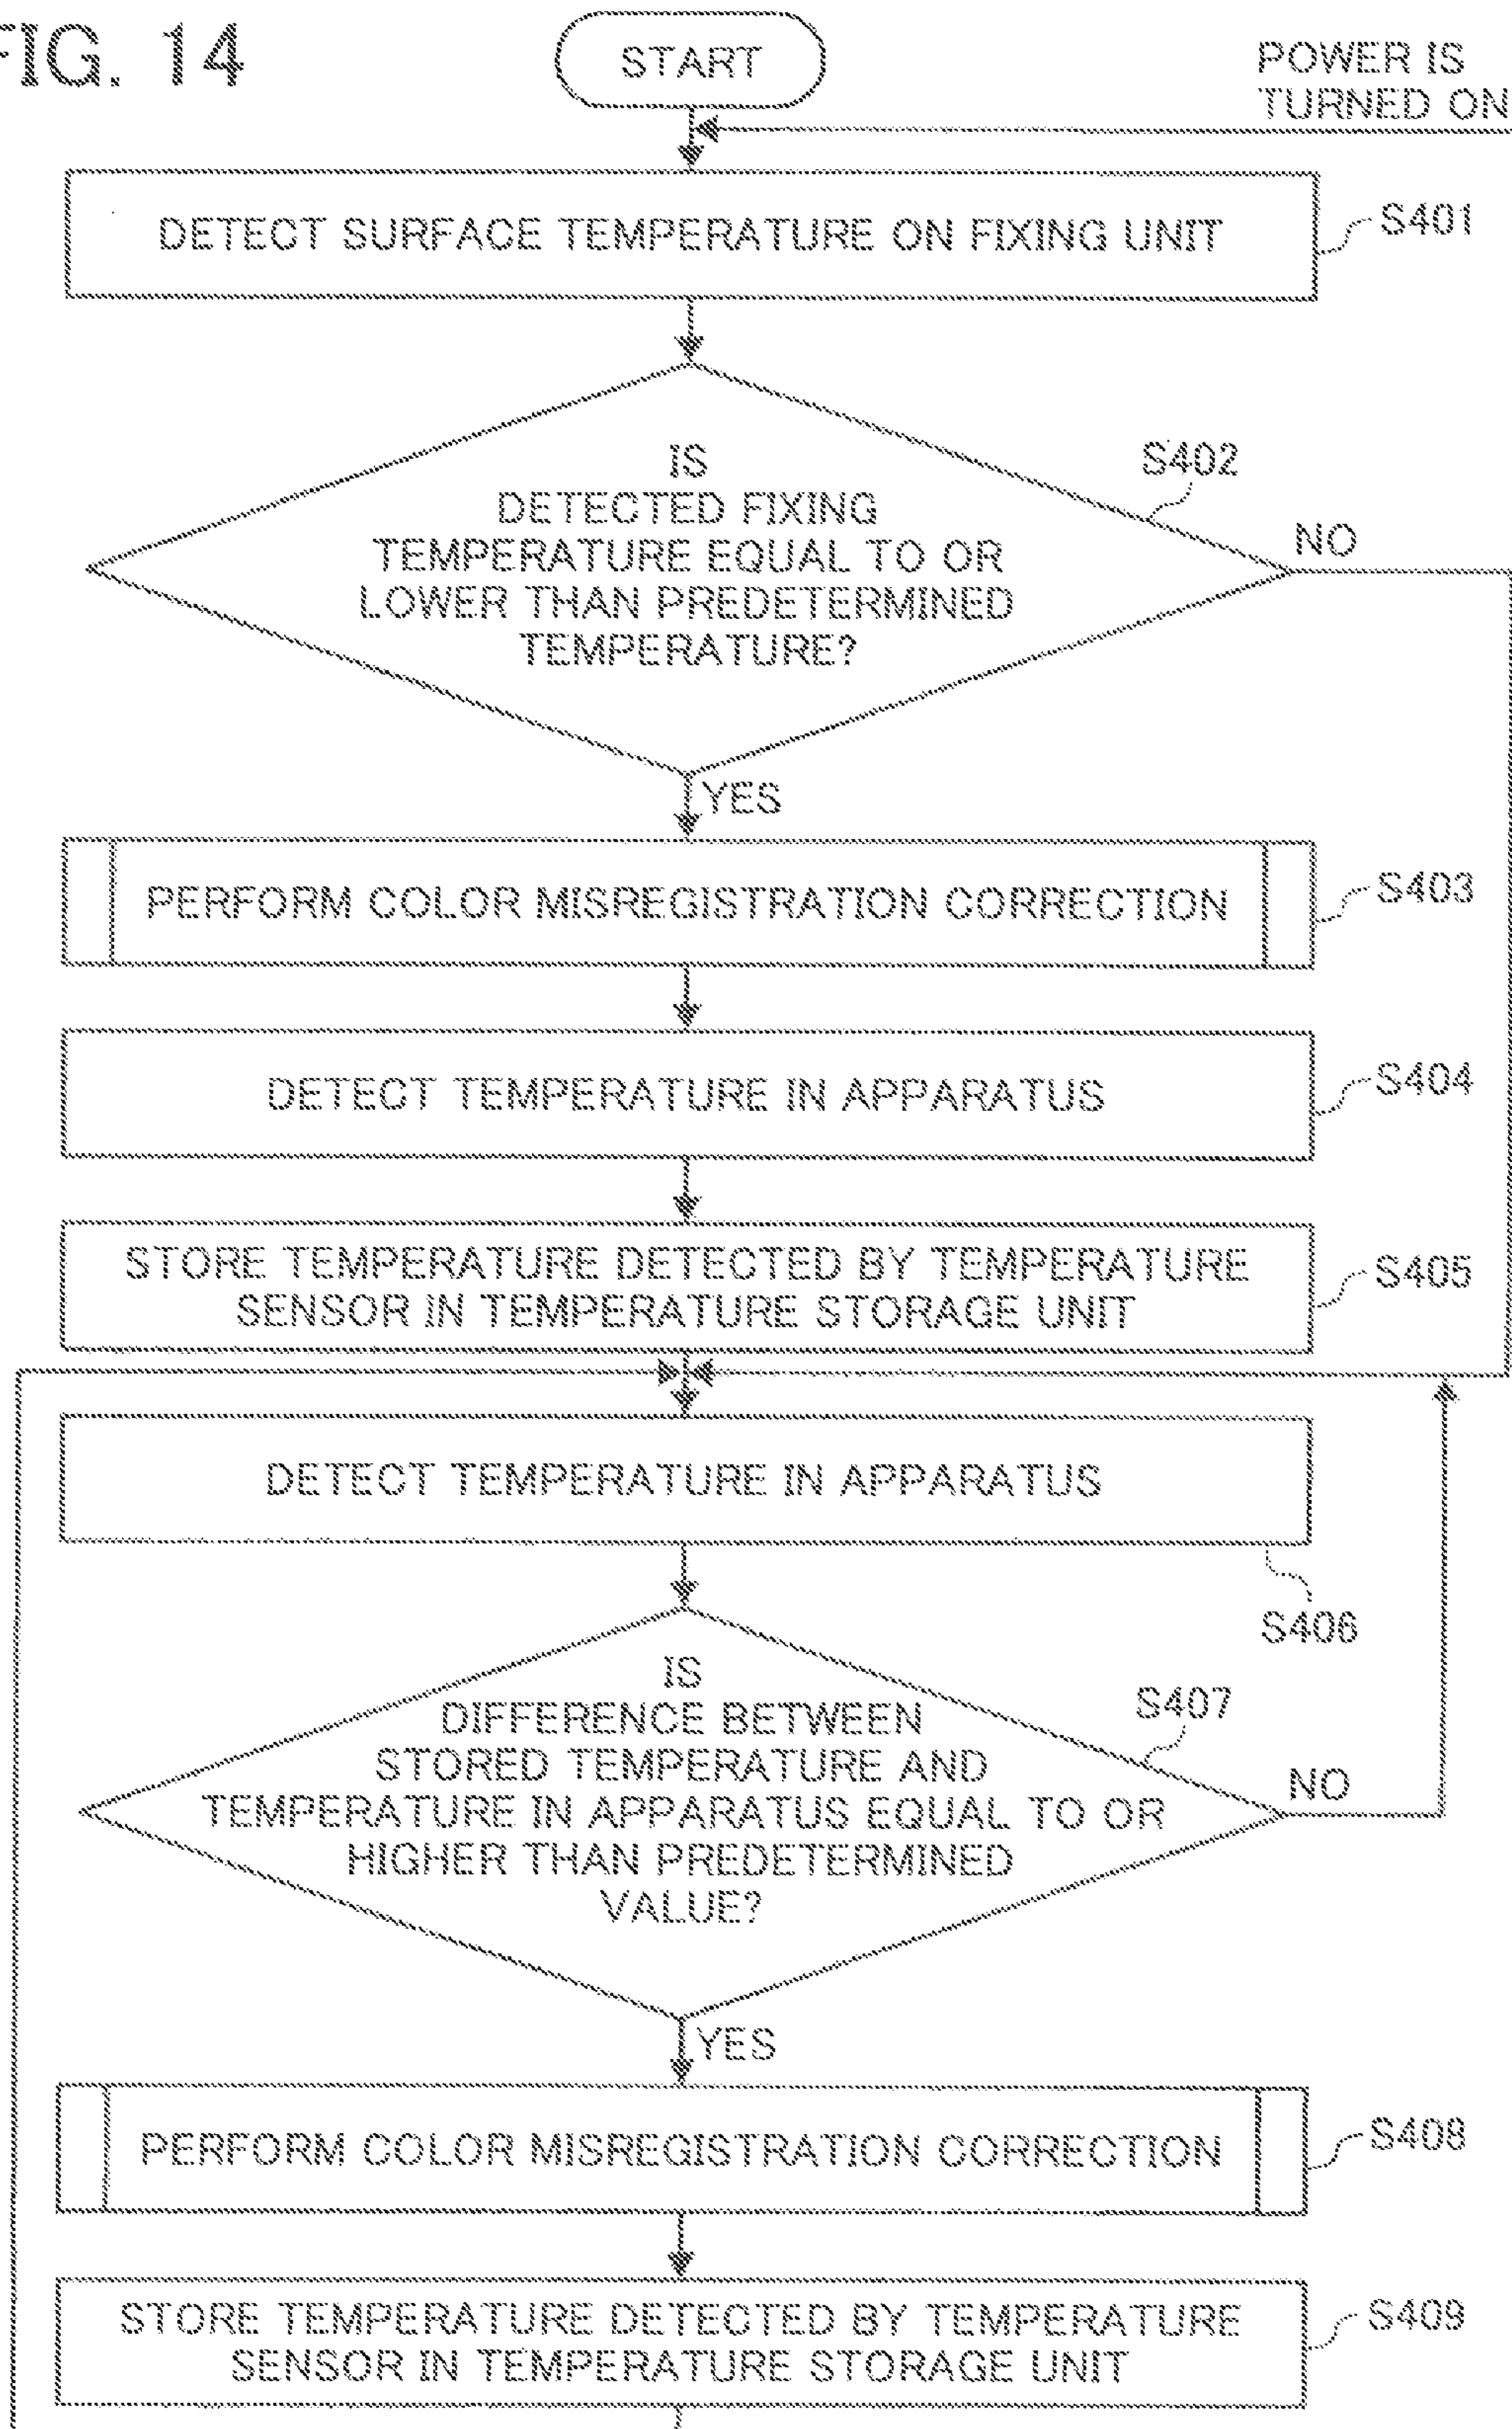 FIG. 14
START
POWER IS
TURNED ON
DETECT SURFACE TEMPERATURE ON FIXING UNIT
S401
IS
DETECTED FIXING
TEMPERATURE EQUAL TO OR
LOWER THAN PREDETERMINED
TEMPERATURE?
S402
NO
YES
PERFORM COLOR MISREGISTRATION CORRECTION
S403
DETECT TEMPERATURE IN APPARATUS
S404
STORE TEMPERATURE DETECTED BY TEMPERATURE
SENSOR IN TEMPERATURE STORAGE UNIT
S405
DETECT TEMPERATURE IN APPARATUS
S406
IS
DIFFERENCE BETWEEN
STORED TEMPERATURE AND
TEMPERATURE IN APPARATUS EQUAL TO OR
HIGHER THAN PREDETERMINED
VALUE?
S407
NO
YES
PERFORM COLOR MISREGISTRATION CORRECTION
S408
STORE TEMPERATURE DETECTED BY TEMPERATURE
SENSOR IN TEMPERATURE STORAGE UNIT
S409